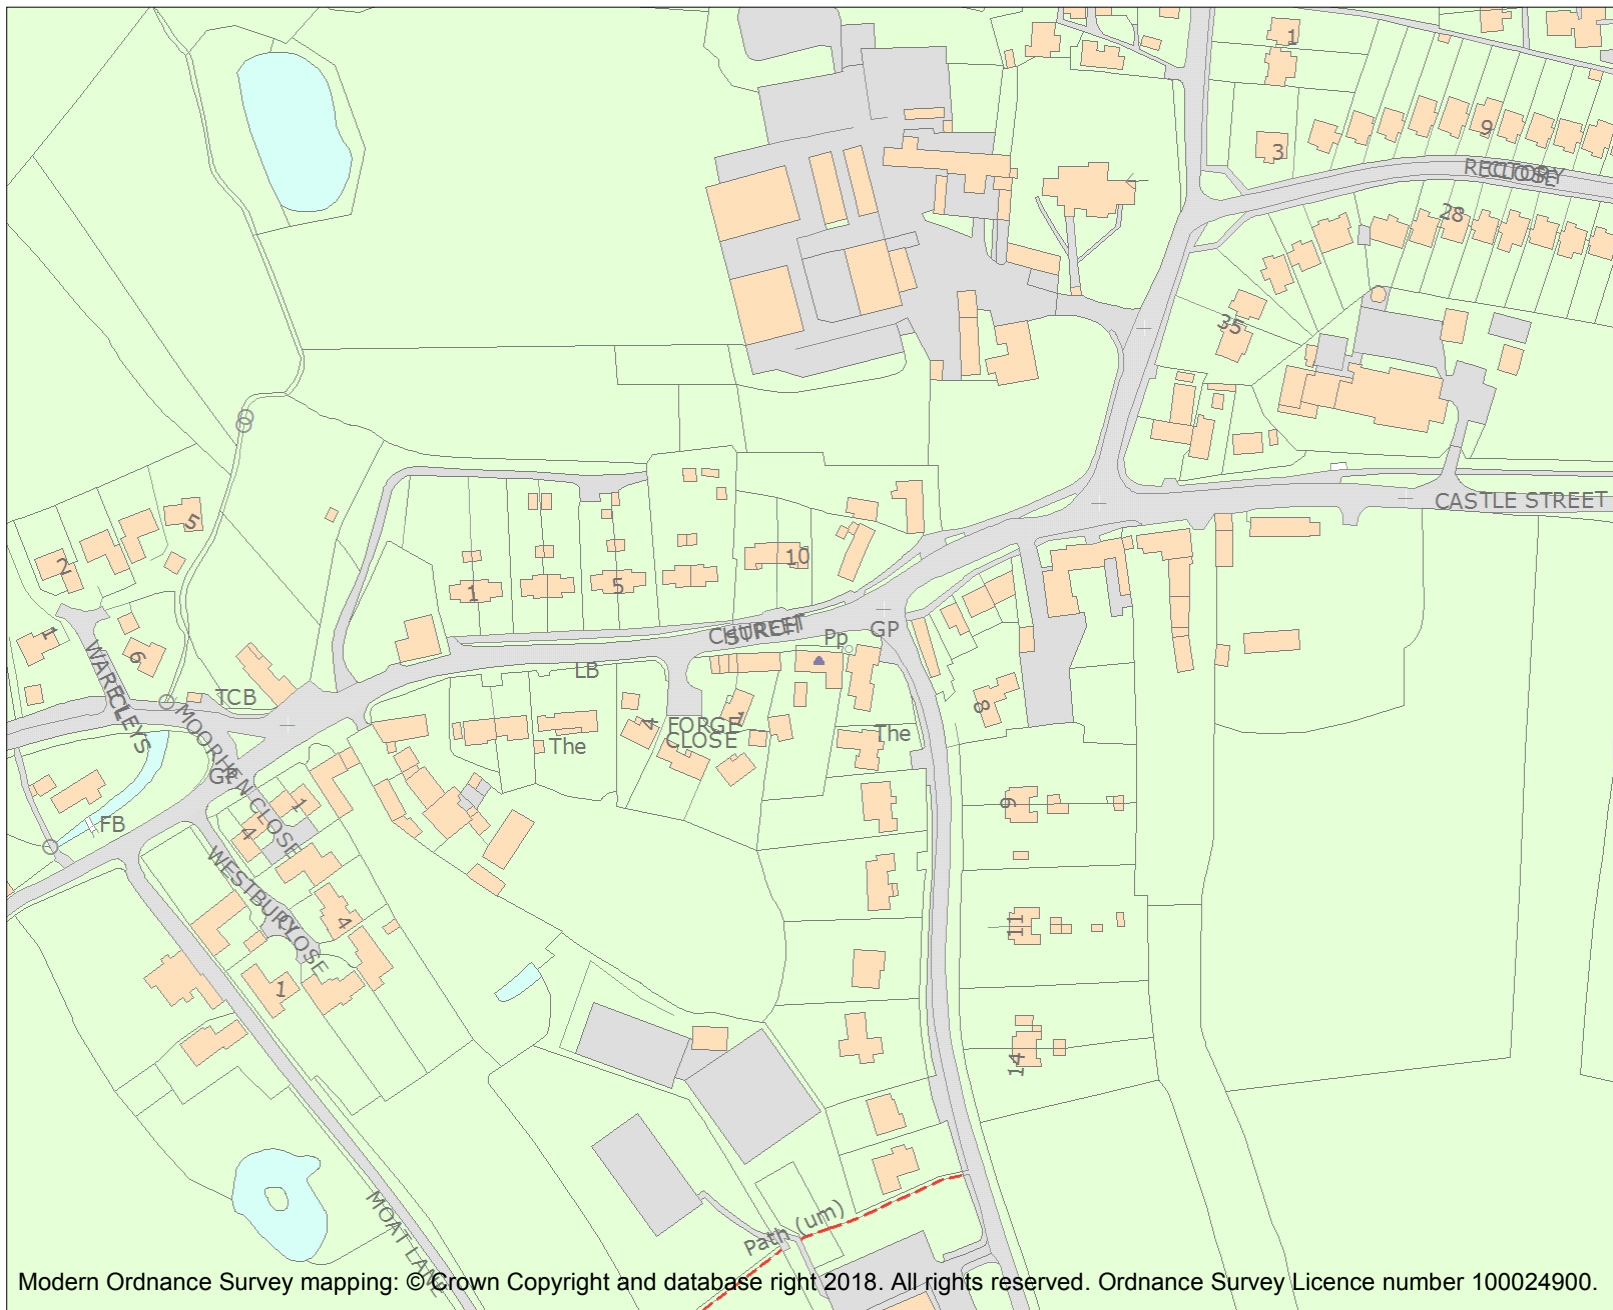 1
9
3
RECTORY
CLOSE
28
35
CASTLE STREET
5
2
10
1
5
1
CHURCH
STREET
Pp
GP
6
WARECLEYS
LB
TCB
8
4
1
FORGE
CLOSE
The
The
MOORHEN CLOSE
GP
1
9
4
FB
WESTBURY
CLOSE
4
11
1
14
MOAT LANE
Path (um)
Modern Ordnance Survey mapping: © Crown Copyright and database right 2018. All rights reserved. Ordnance Survey Licence number 100024900.